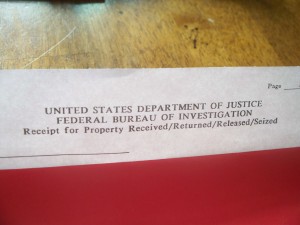 Page
UNITED STATES DEPARTMENT OF JUSTICE
FEDERAL BUREAU OF INVESTIGATION
Receipt for Property Received/Returned/Released/Seized